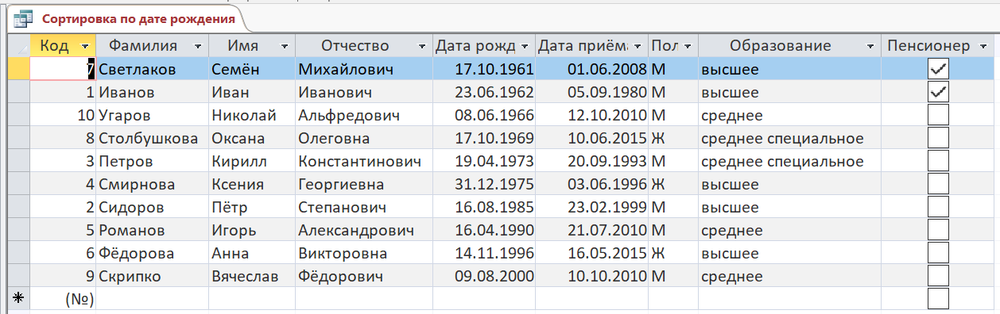 Сортировка по дате рождения
Код Фамилия Имя Отчество Дата рожд Дата приём Пол Образование Пенсионер
7 Светлаков Семён Михайлович 17.10.1961 01.06.2008 М высшее
1 Иванов Иван Иванович 23.06.1962 05.09.1980 М высшее
10 Угаров Николай Альфредович 08.06.1966 12.10.2010 М среднее
8 Столбушкова Оксана Олеговна 17.10.1969 10.06.2015 Ж среднее специальное
3 Петров Кирилл Константинович 19.04.1973 20.09.1993 М среднее специальное
4 Смирнова Ксения Георгиевна 31.12.1975 03.06.1996 Ж высшее
2 Сидоров Пётр Степанович 16.08.1985 23.02.1999 М высшее
5 Романов Игорь Александрович 16.04.1990 21.07.2010 М среднее
6 Фёдорова Анна Викторовна 14.11.1996 16.05.2015 Ж высшее
9 Скрипко Вячеслав Фёдорович 09.08.2000 10.10.2010 М среднее
(№)